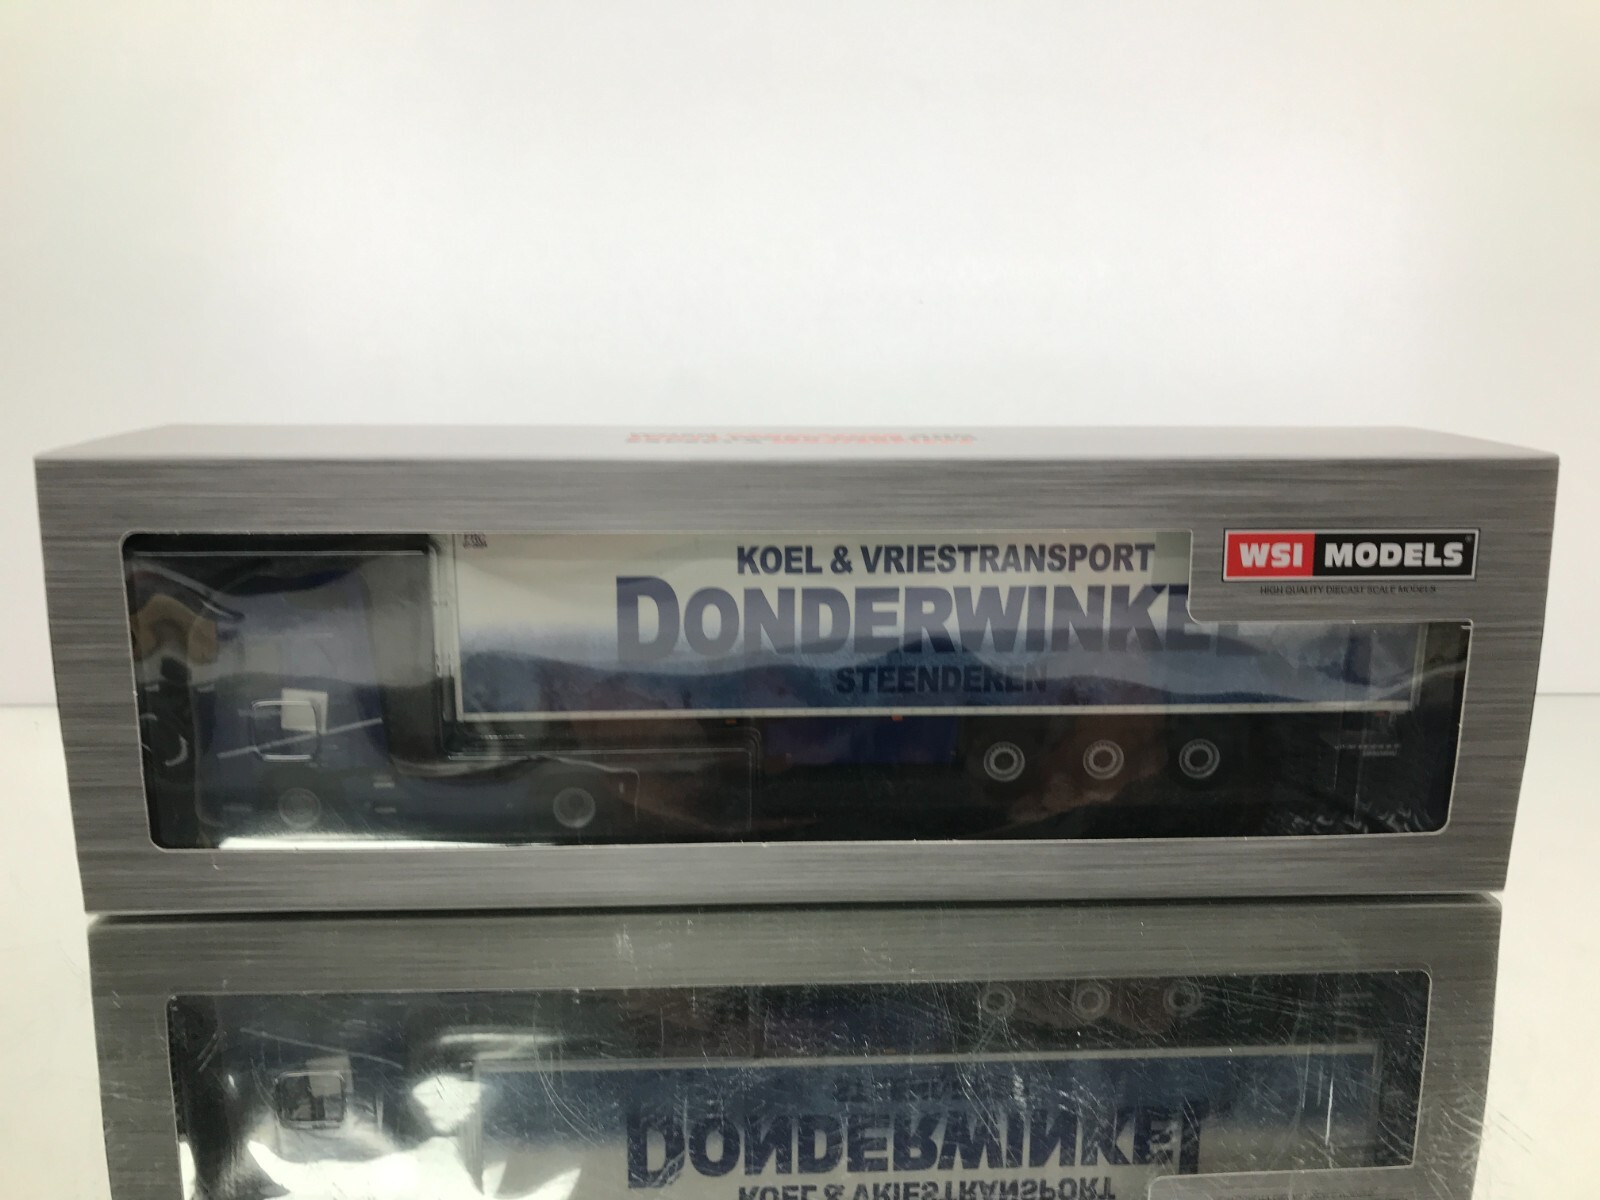 KOEL & VRIESTRANSPORT
DONDERWINKEL
STEENDEREN
WSI MODELS
HIGH QUALITY DIECAST SCALE MODELS